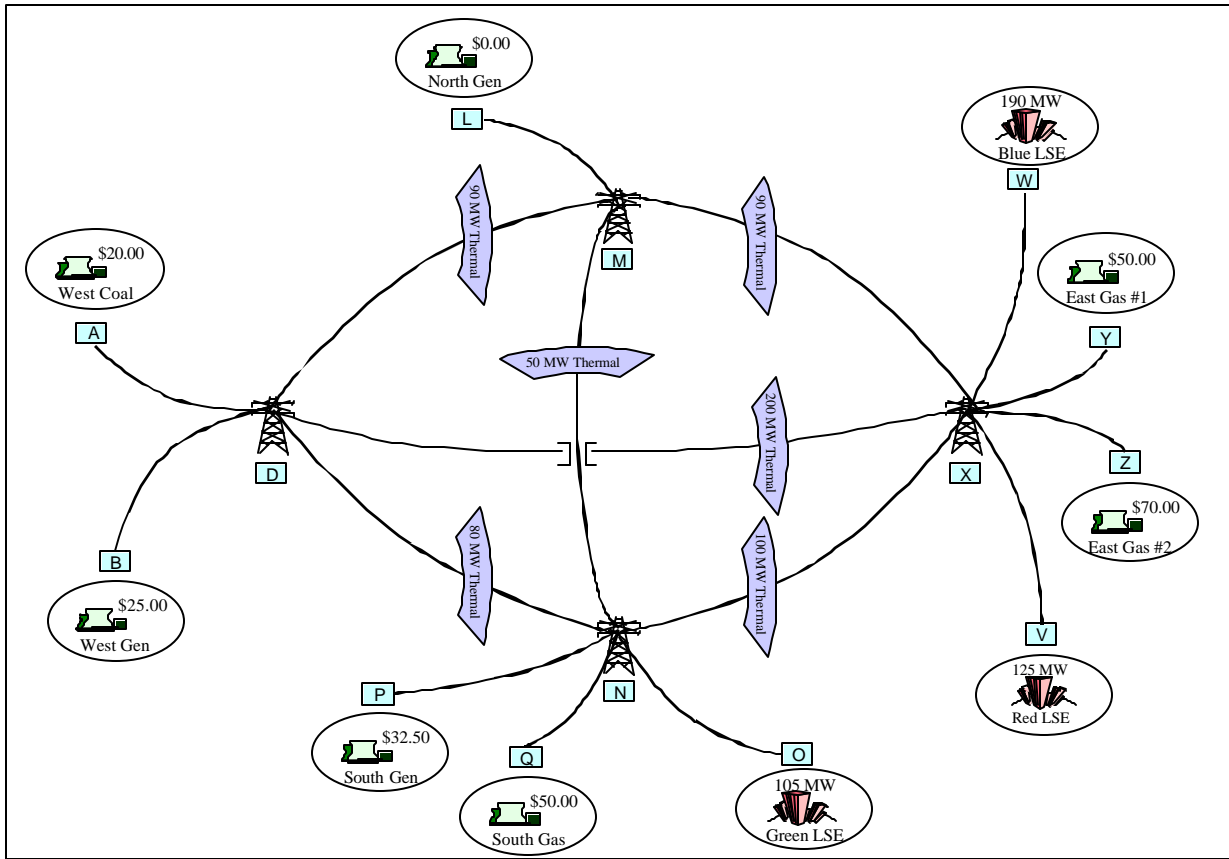 $0.00
North Gen
L
190 MW
Blue LSE
W
90 MW Thermal
90 MW Thermal
M
$20.00
West Coal
A
$50.00
East Gas #1
Y
50 MW Thermal
200 MW Thermal
D
X
Z
$70.00
East Gas #2
B
$25.00
West Gen
80 MW Thermal
100 MW Thermal
V
125 MW
Red LSE
P
N
$32.50
South Gen
Q
O
$50.00
South Gas
105 MW
Green LSE